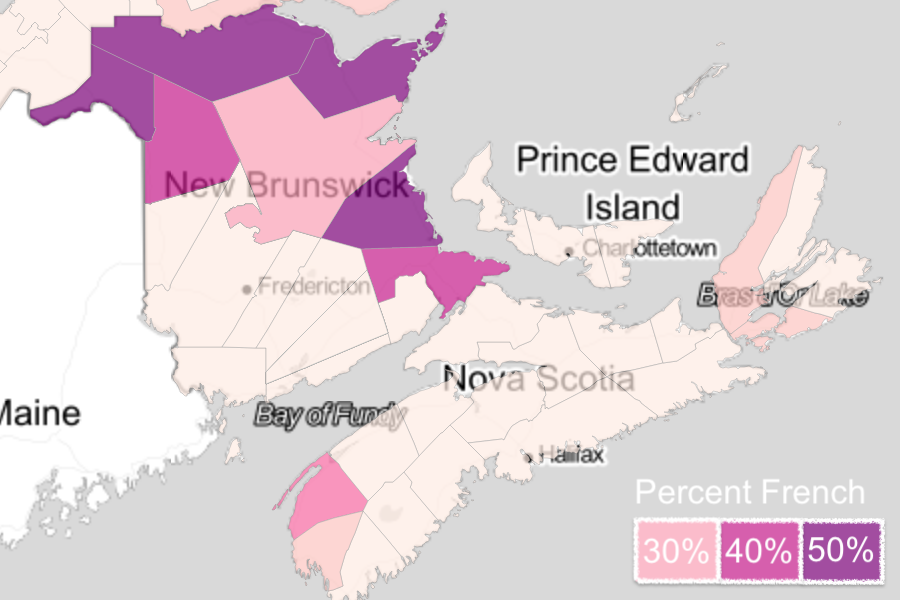 Prince Edward
Island
New Brunswick
Charlottetown
Fredericton
Bras d'Or Lake
Nova Scotia
Maine
Bay of Fundy
Halifax
Percent French
30% 40% 50%